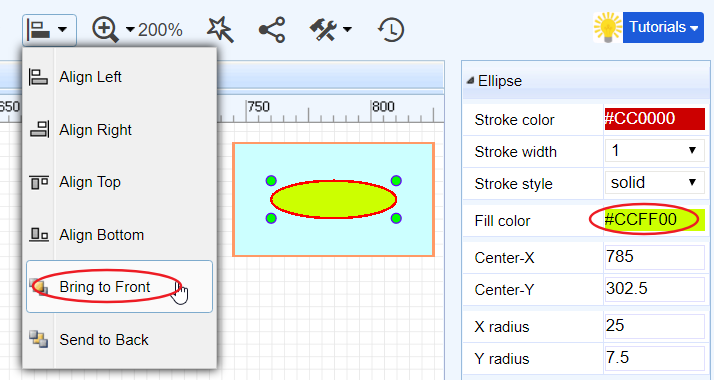 200%
Tutorials
Align Left
Align Right
Align Top
Align Bottom
Bring to Front
Send to Back
650
750
800
Ellipse
Stroke color #CC0000
Stroke width 1
Stroke style solid
Fill color #CCFF00
Center-X 785
Center-Y 302.5
X radius 25
Y radius 7.5